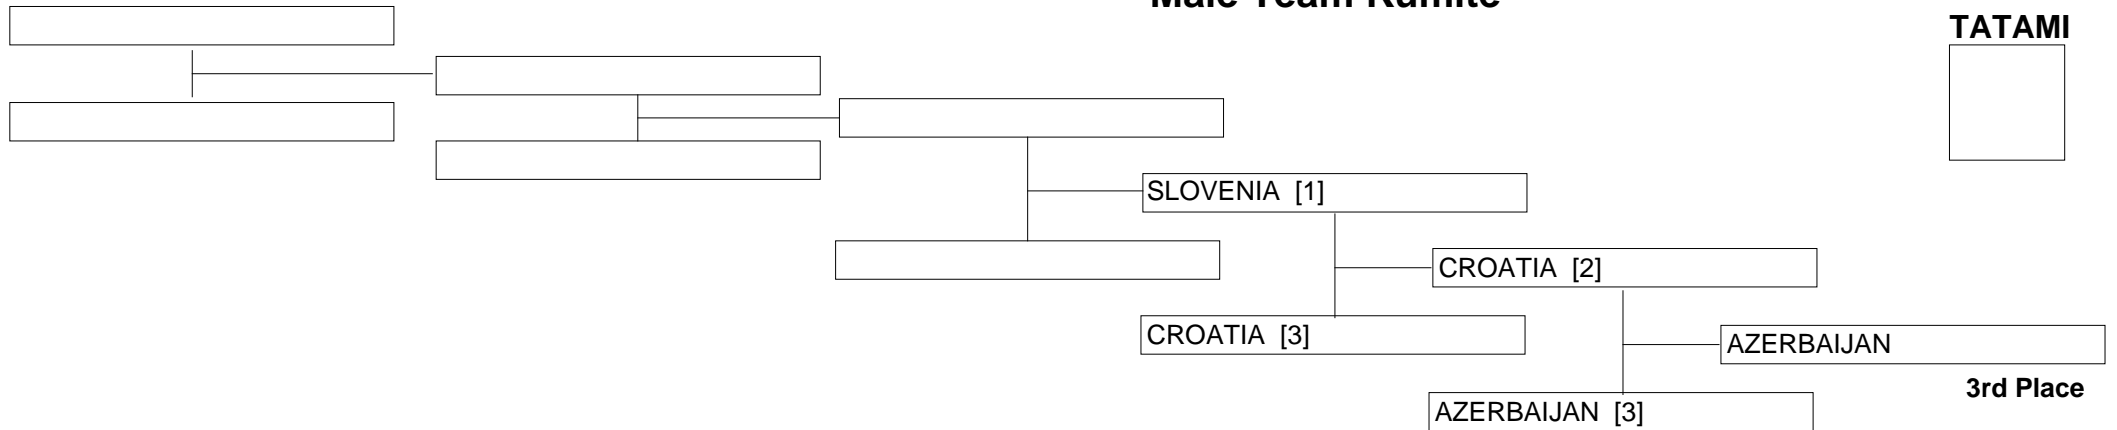 Male Team Kumite
TATAMI
SLOVENIA [1]
CROATIA [2]
CROATIA [3]
AZERBAIJAN
3rd Place
AZERBAIJAN [3]